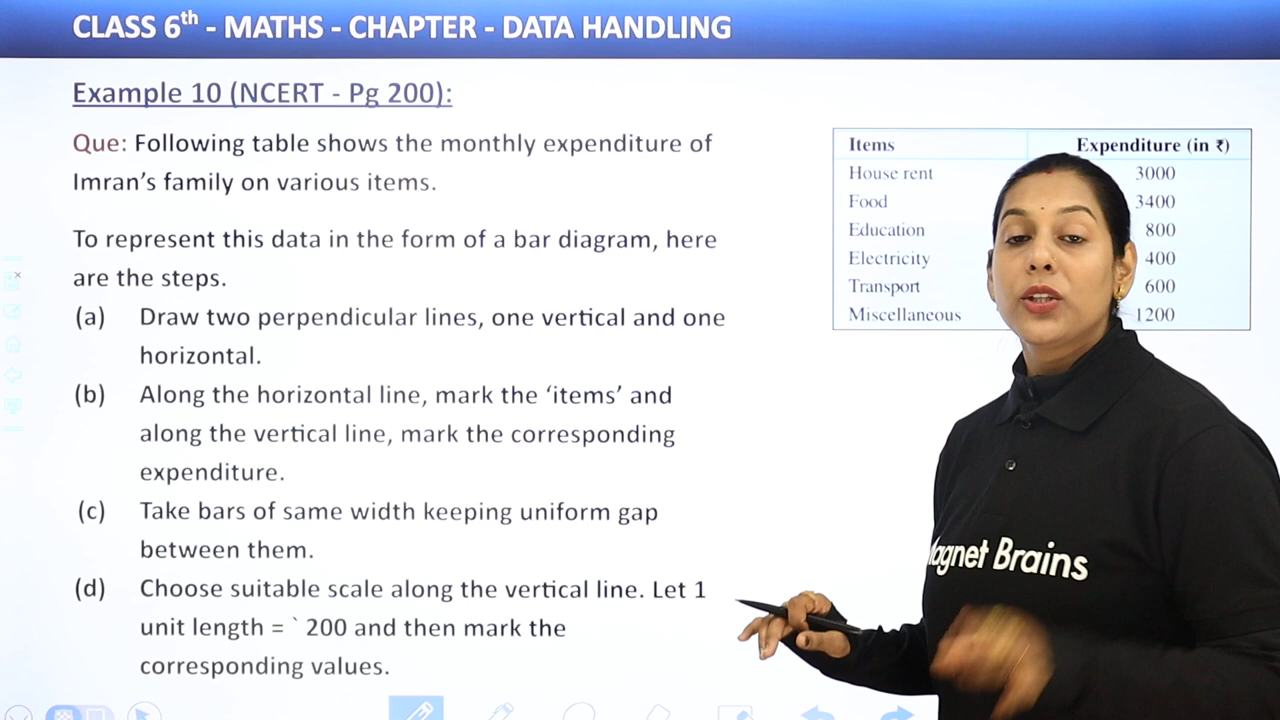 CLASS 6th - MATHS - CHAPTER - DATA HANDLING
Example 10 (NCERT - Pg 200):
Que: Following table shows the monthly expenditure of
Imran's family on various items.
To represent this data in the form of a bar diagram, here
are the steps.
(a) Draw two perpendicular lines, one vertical and one
horizontal.
(b) Along the horizontal line, mark the 'items' and
along the vertical line, mark the corresponding
expenditure.
(c) Take bars of same width keeping uniform gap
between them.
(d) Choose suitable scale along the vertical line. Let 1
unit length = ` 200 and then mark the
corresponding values.
Items Expenditure (in ₹)
House rent 3000
Food 3400
Education 800
Electricity 400
Transport 600
Miscellaneous 1200
Brains